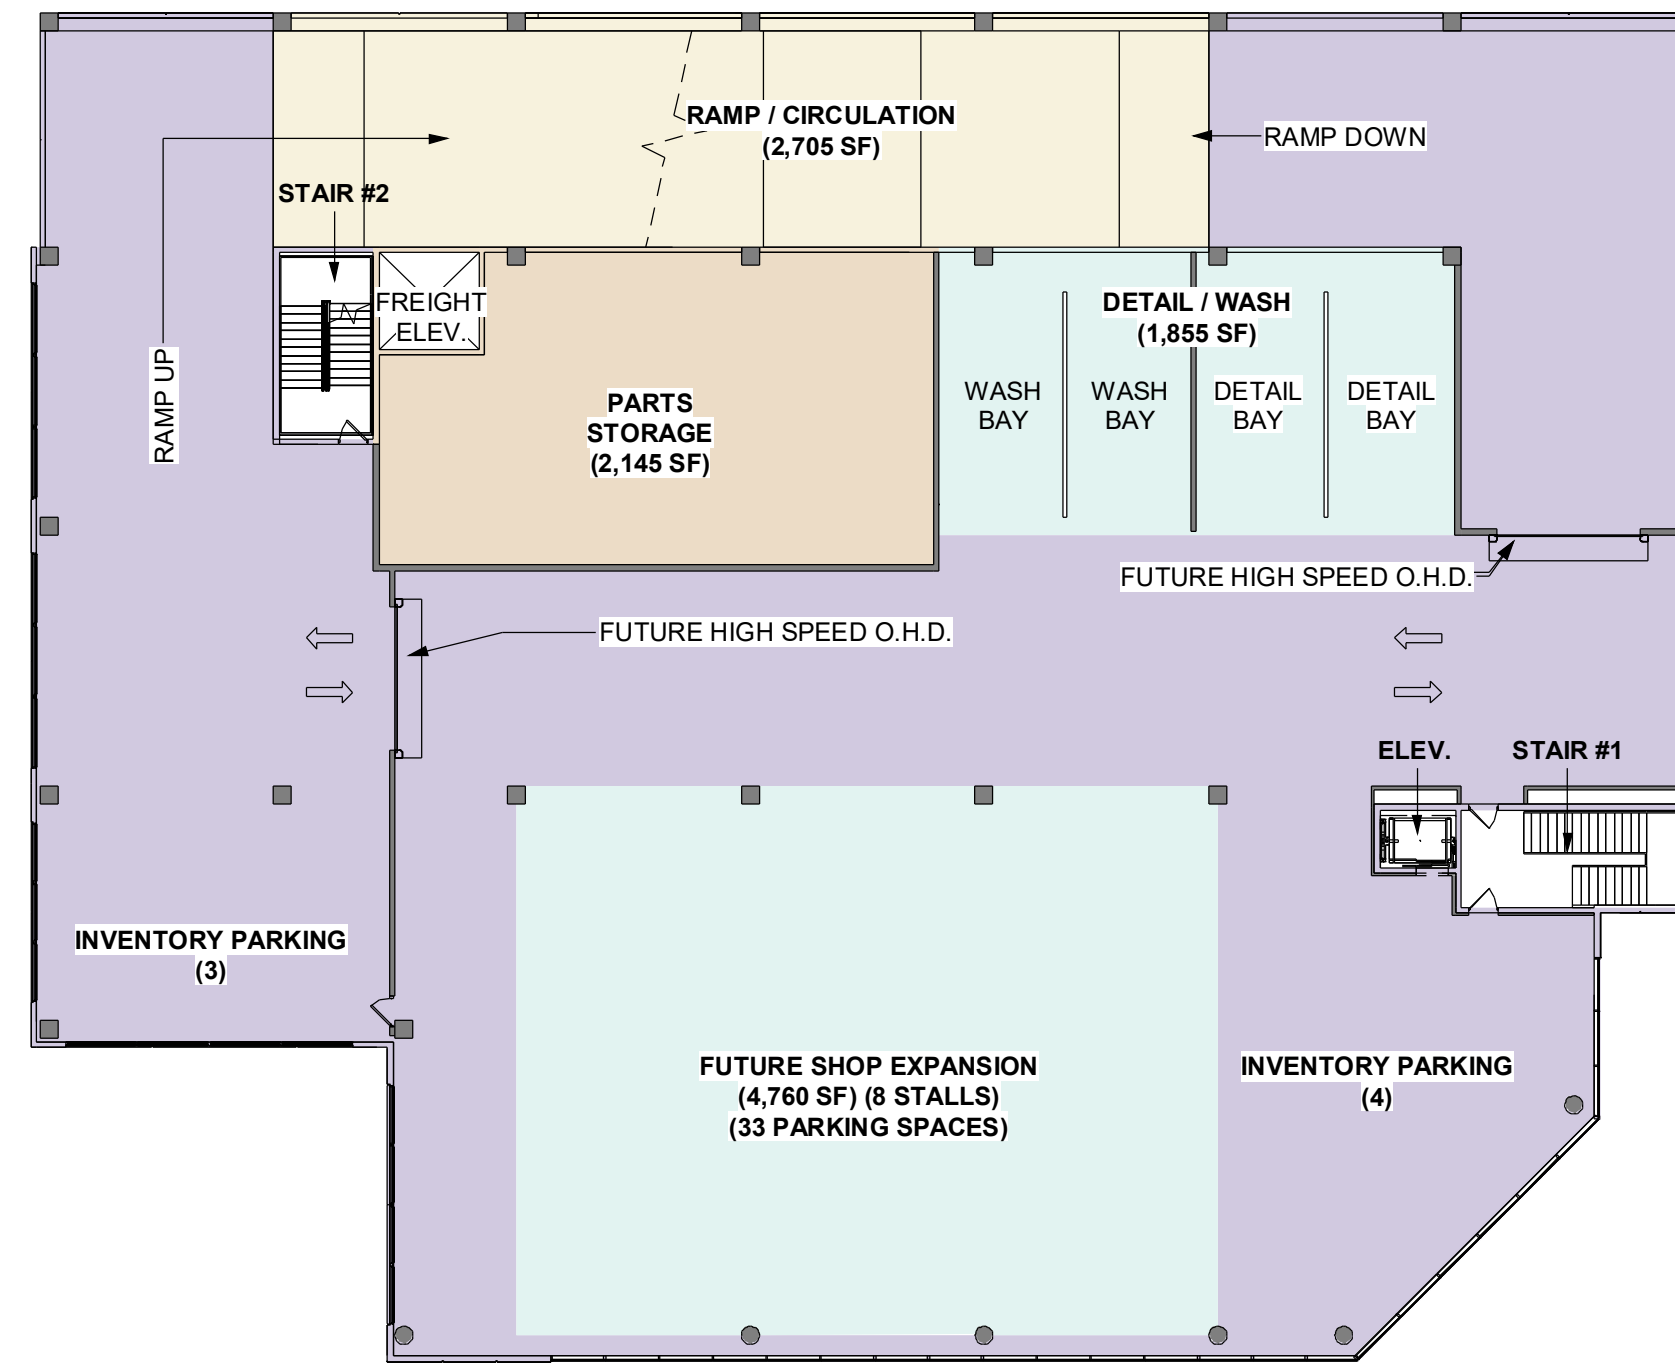 RAMP / CIRCULATION
(2,705 SF)
RAMP DOWN
STAIR #2
FREIGHT
ELEV.
RAMP UP
PARTS
STORAGE
(2,145 SF)
DETAIL / WASH
(1,855 SF)
WASH
BAY
WASH
BAY
DETAIL
BAY
DETAIL
BAY
FUTURE HIGH SPEED O.H.D.
FUTURE HIGH SPEED O.H.D.
ELEV.
STAIR #1
INVENTORY PARKING
(3)
FUTURE SHOP EXPANSION
(4,760 SF) (8 STALLS)
(33 PARKING SPACES)
INVENTORY PARKING
(4)